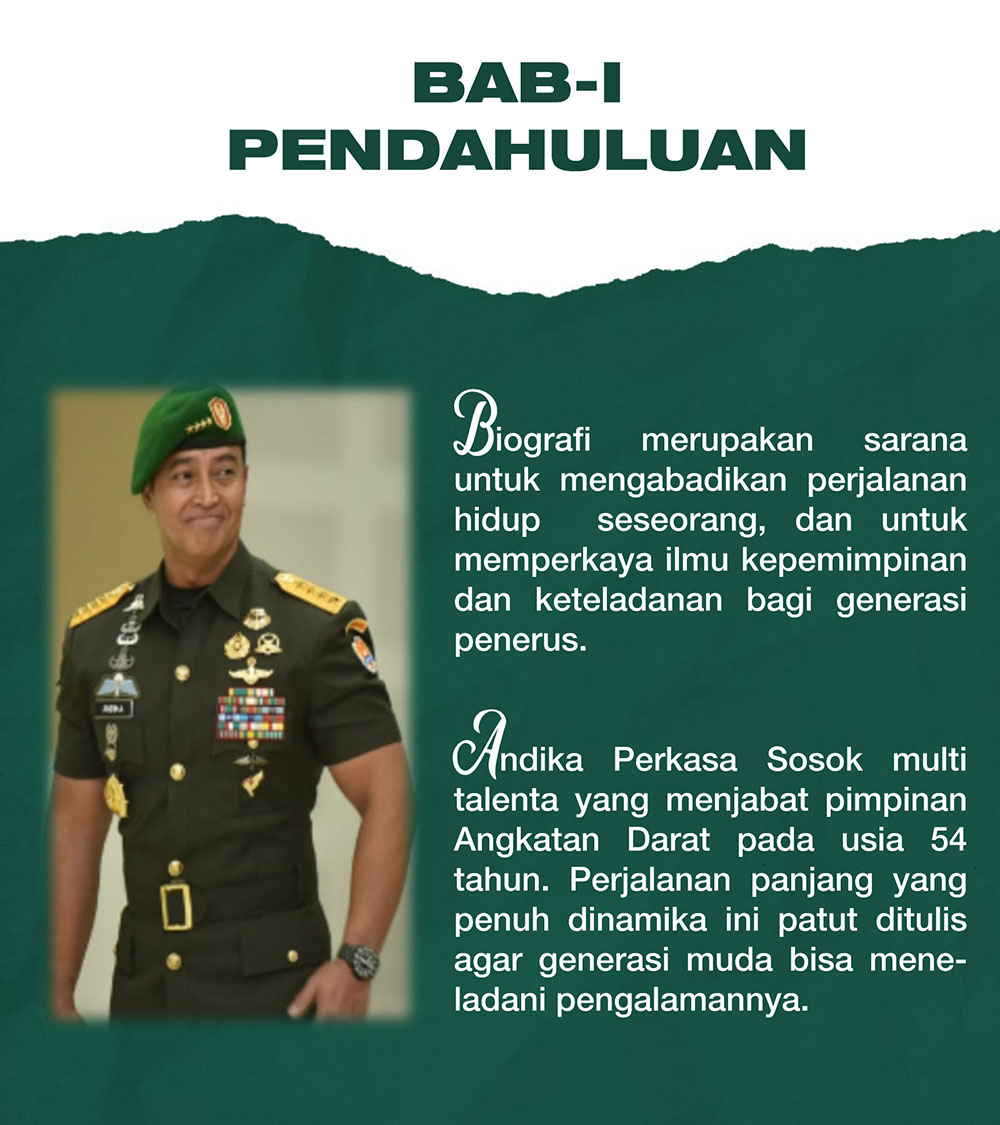 BAB-I
PENDAHULUAN
Biografi merupakan sarana
untuk mengabadikan perjalanan
hidup seseorang, dan untuk
memperkaya ilmu kepemimpinan
dan keteladanan bagi generasi
penerus.
Andika Perkasa Sosok multi
talenta yang menjabat pimpinan
Angkatan Darat pada usia 54
tahun. Perjalanan panjang yang
penuh dinamika ini patut ditulis
agar generasi muda bisa mene-
ladani pengalamannya.